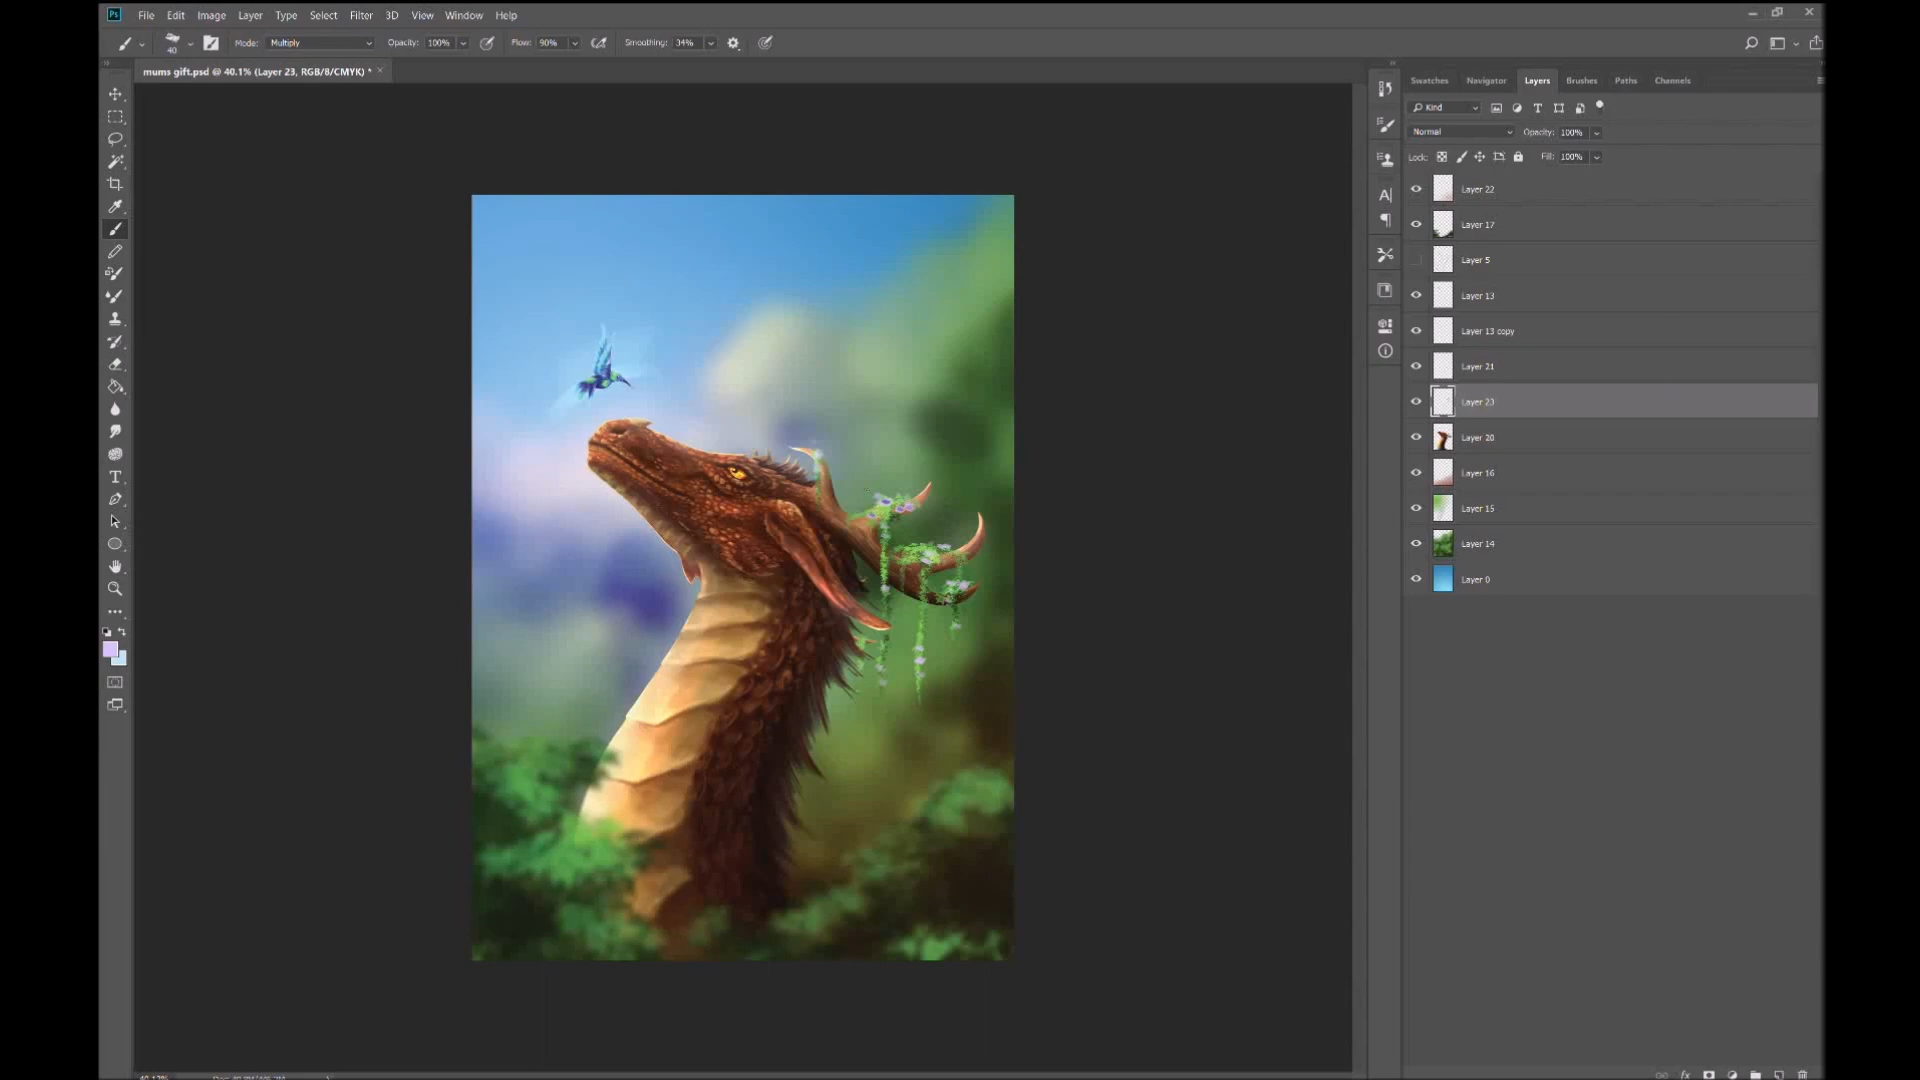 Ps File Edit Image Layer Type Select Filter 3D View Window Help
40 Mode: Multiply Opacity: 100% Flow: 90% Smoothing: 34%
mums gift.psd @ 40.1% (Layer 23, RGB/8/CMYK) * ×
Swatches Navigator Layers Brushes Paths Channels
Kind
Normal Opacity: 100%
Lock: Fill: 100%
Layer 22
Layer 17
Layer 5
Layer 13
Layer 13 copy
Layer 21
Layer 23
Layer 20
Layer 16
Layer 15
Layer 14
Layer 0